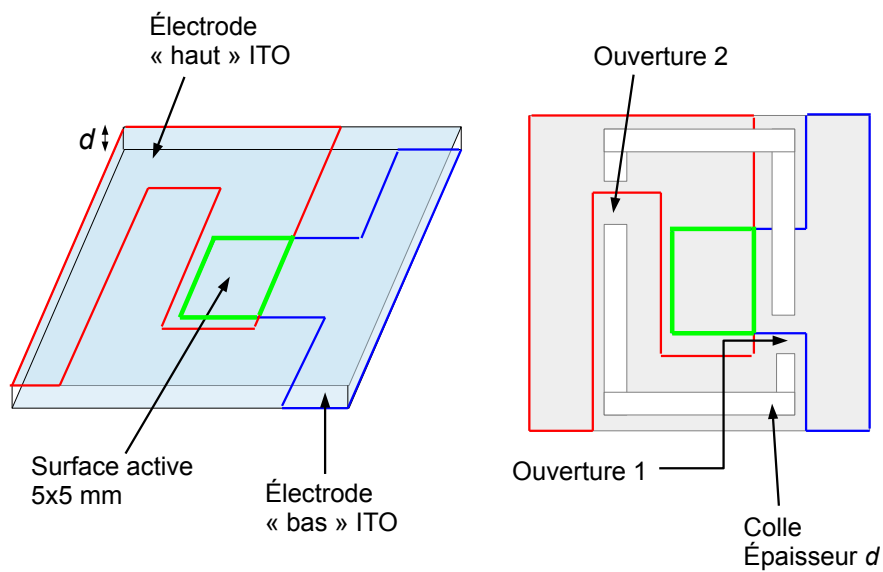 Électrode
« haut » ITO
d
Surface active
5x5 mm
Électrode
« bas » ITO
Ouverture 2
Ouverture 1
Colle
Épaisseur d